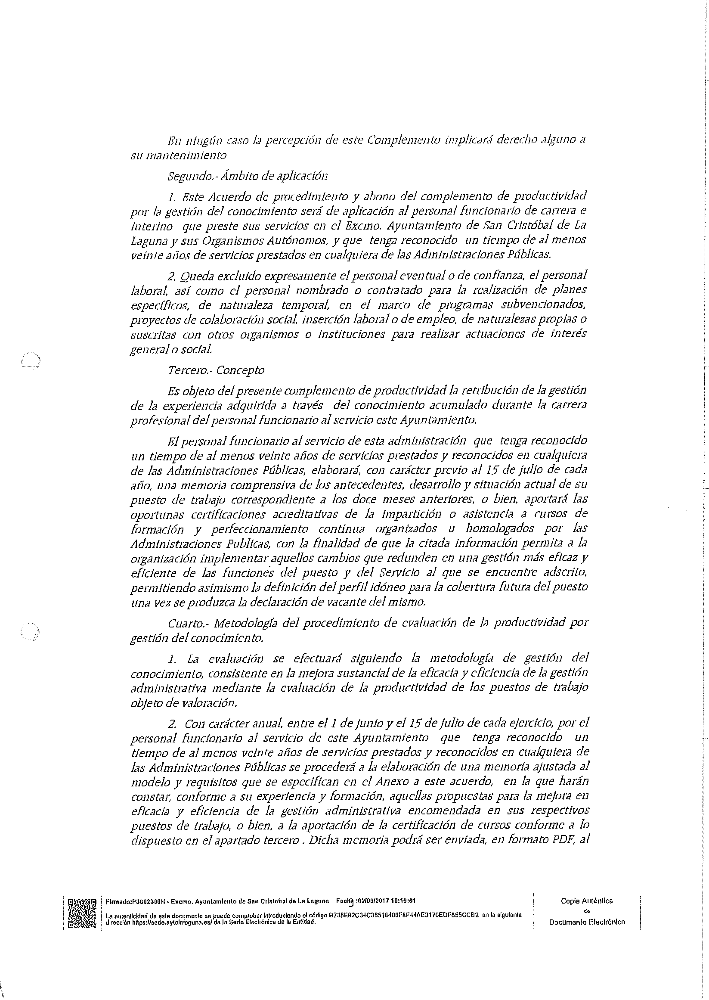 En ningún caso la percepción de este Complemento implicará derecho alguno a
su mantenimiento
Segundo.- Ámbito de aplicación
1. Este Acuerdo de procedimiento y abono del complemento de productividad
por la gestión del conocimiento será de aplicación al personal funcionario de carrera e
interino que preste sus servicios en el Excmo. Ayuntamiento de San Cristóbal de La
Laguna y sus Organismos Autónomos, y que tenga reconocido un tiempo de al menos
veinte años de servicios prestados en cualquiera de las Administraciones Públicas.
2. Queda excluido expresamente el personal eventual o de confianza, el personal
laboral, así como el personal nombrado o contratado para la realización de planes
específicos, de naturaleza temporal, en el marco de programas subvencionados,
proyectos de colaboración social, inserción laboral o de empleo, de naturalezas propias o
suscritas con otros organismos o instituciones para realizar actuaciones de interés
general o social.
Tercero.- Concepto
Es objeto del presente complemento de productividad la retribución de la gestión
de la experiencia adquirida a través del conocimiento acumulado durante la carrera
profesional del personal funcionario al servicio este Ayuntamiento.
El personal funcionario al servicio de esta administración que tenga reconocido
un tiempo de al menos veinte años de servicios prestados y reconocidos en cualquiera
de las Administraciones Públicas, elaborará, con carácter previo al 15 de julio de cada
año, una memoria comprensiva de los antecedentes, desarrollo y situación actual de su
puesto de trabajo correspondiente a los doce meses anteriores, o bien, aportará las
oportunas certificaciones acreditativas de la impartición o asistencia a cursos de
formación y perfeccionamiento continua organizados u homologados por las
Administraciones Publicas, con la finalidad de que la citada información permita a la
organización implementar aquellos cambios que redunden en una gestión más eficaz y
eficiente de las funciones del puesto y del Servicio al que se encuentre adscrito,
permitiendo asimismo la definición del perfil idóneo para la cobertura futura del puesto
una vez se produzca la declaración de vacante del mismo.
Cuarto.- Metodología del procedimiento de evaluación de la productividad por
gestión del conocimiento.
1. La evaluación se efectuará siguiendo la metodología de gestión del
conocimiento, consistente en la mejora sustancial de la eficacia y eficiencia de la gestión
administrativa mediante la evaluación de la productividad de los puestos de trabajo
objeto de valoración.
2. Con carácter anual, entre el 1 de junio y el 15 de julio de cada ejercicio, por el
personal funcionario al servicio de este Ayuntamiento que tenga reconocido un
tiempo de al menos veinte años de servicios prestados y reconocidos en cualquiera de
las Administraciones Públicas se procederá a la elaboración de una memoria ajustada al
modelo y requisitos que se especifican en el Anexo a este acuerdo, en la que harán
constar, conforme a su experiencia y formación, aquellas propuestas para la mejora en
eficacia y eficiencia de la gestión administrativa encomendada en sus respectivos
puestos de trabajo, o bien, a la aportación de la certificación de cursos conforme a lo
dispuesto en el apartado tercero . Dicha memoria podrá ser enviada, en formato PDF, al
Firmado:P3802300H - Excmo. Ayuntamiento de San Cristobal de La Laguna :02/06/2017 10:19:01
La autenticidad de este documento se puede comprobar introduciendo el código en la siguiente
dirección https://sede.aytolalaguna.es/ de la Sede Electrónica de la Entidad.
Copia Auténtica
de
Documento Electrónico